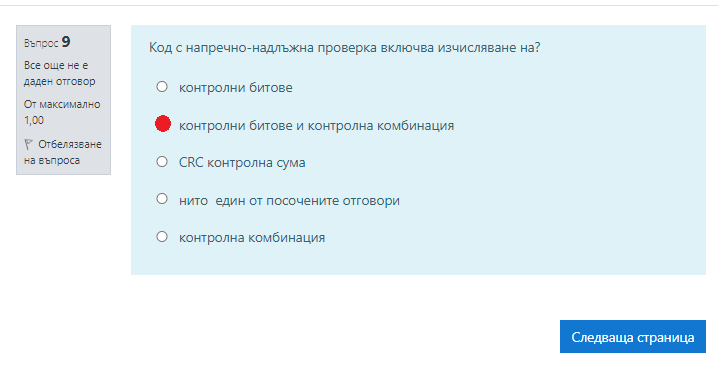 Въпрос 9
Все още не е
даден отговор
От максимално
1,00
Отбелязване
на въпроса
Код с напречно-надлъжна проверка включва изчисляване на?
контролни битове
контролни битове и контролна комбинация
CRC контролна сума
нито един от посочените отговори
контролна комбинация
Следваща страница